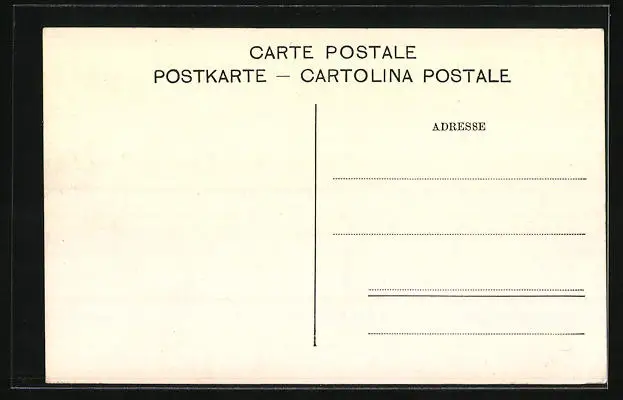 CARTE POSTALE
POSTKARTE — CARTOLINA POSTALE
ADRESSE